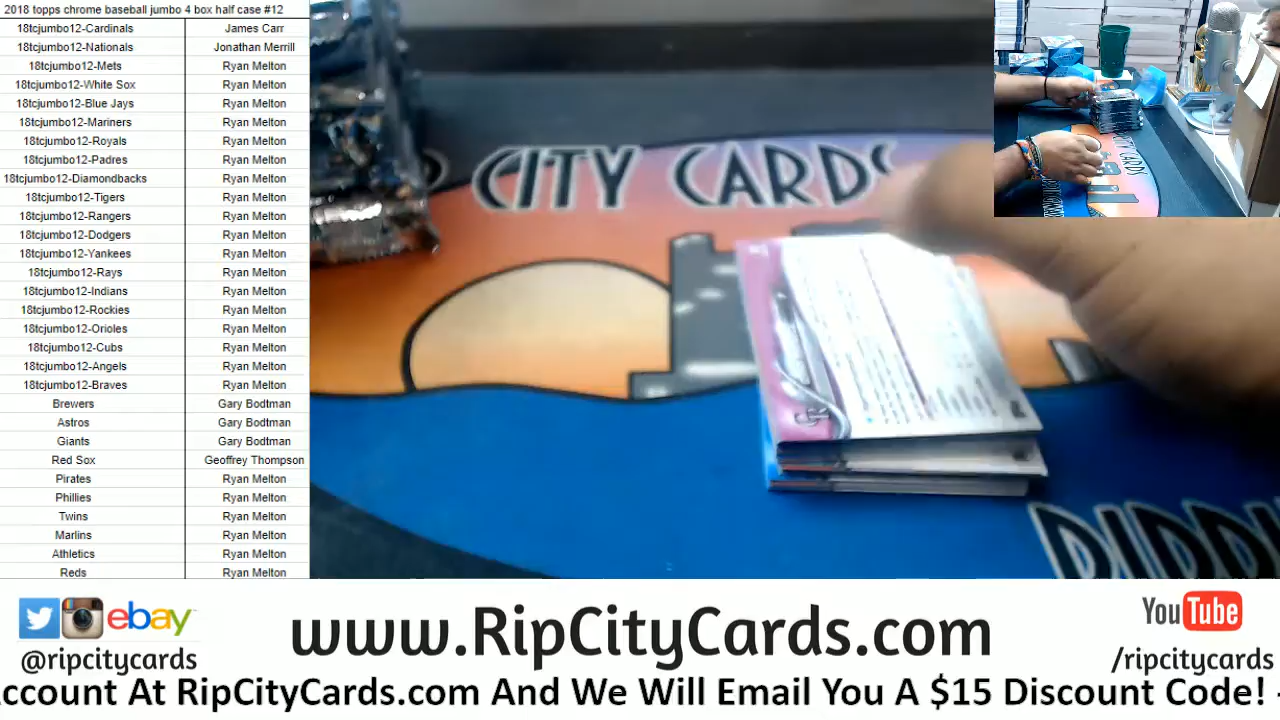 2018 topps chrome baseball jumbo 4 box half case #12
18tcjumbo12-Cardinals James Carr
18tcjumbo12-Nationals Jonathan Merrill
18tcjumbo12-Mets Ryan Melton
18tcjumbo12-White Sox Ryan Melton
18tcjumbo12-Blue Jays Ryan Melton
18tcjumbo12-Mariners Ryan Melton
18tcjumbo12-Royals Ryan Melton
18tcjumbo12-Padres Ryan Melton
18tcjumbo12-Diamondbacks Ryan Melton
18tcjumbo12-Tigers Ryan Melton
18tcjumbo12-Rangers Ryan Melton
18tcjumbo12-Dodgers Ryan Melton
18tcjumbo12-Yankees Ryan Melton
18tcjumbo12-Rays Ryan Melton
18tcjumbo12-Indians Ryan Melton
18tcjumbo12-Rockies Ryan Melton
18tcjumbo12-Orioles Ryan Melton
18tcjumbo12-Cubs Ryan Melton
18tcjumbo12-Angels Ryan Melton
18tcjumbo12-Braves Ryan Melton
Brewers Gary Bodtman
Astros Gary Bodtman
Giants Gary Bodtman
Red Sox Geoffrey Thompson
Pirates Ryan Melton
Phillies Ryan Melton
Twins Ryan Melton
Marlins Ryan Melton
Athletics Ryan Melton
Reds Ryan Melton
CITY CARDS
CITY CARDS
ebay
@ripcitycards
www.RipCityCards.com
YouTube
/ripcitycards
ccount At RipCityCards.com And We Will Email You A $15 Discount Code! -